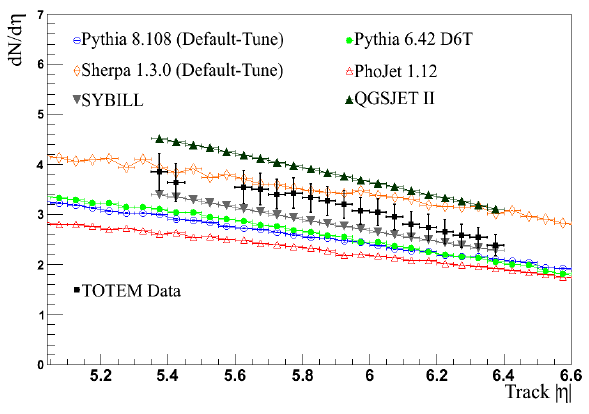 dN/dη
7
6
5
4
3
2
1
0
Pythia 8.108 (Default-Tune)
Pythia 6.42 D6T
Sherpa 1.3.0 (Default-Tune)
PhoJet 1.12
SYBILL
QGSJET II
TOTEM Data
5.2 5.4 5.6 5.8 6 6.2 6.4 6.6
Track |η|